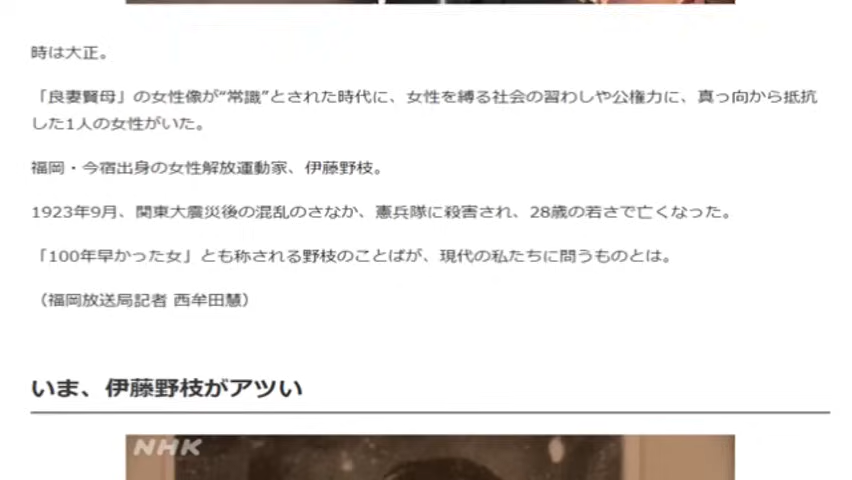 時は大正。
「良妻賢母」の女性像が“常識”とされた時代に、女性を縛る社会の習わしや公権力に、真っ向から抵抗
した1人の女性がいた。
福岡・今宿出身の女性解放運動家、伊藤野枝。
1923年9月、関東大震災後の混乱のさなか、憲兵隊に殺害され、28歳の若さで亡くなった。
「100年早かった女」とも称される野枝のことばが、現代の私たちに問うものとは。
（福岡放送局記者 西牟田慧）
いま、伊藤野枝がアツい
NHK